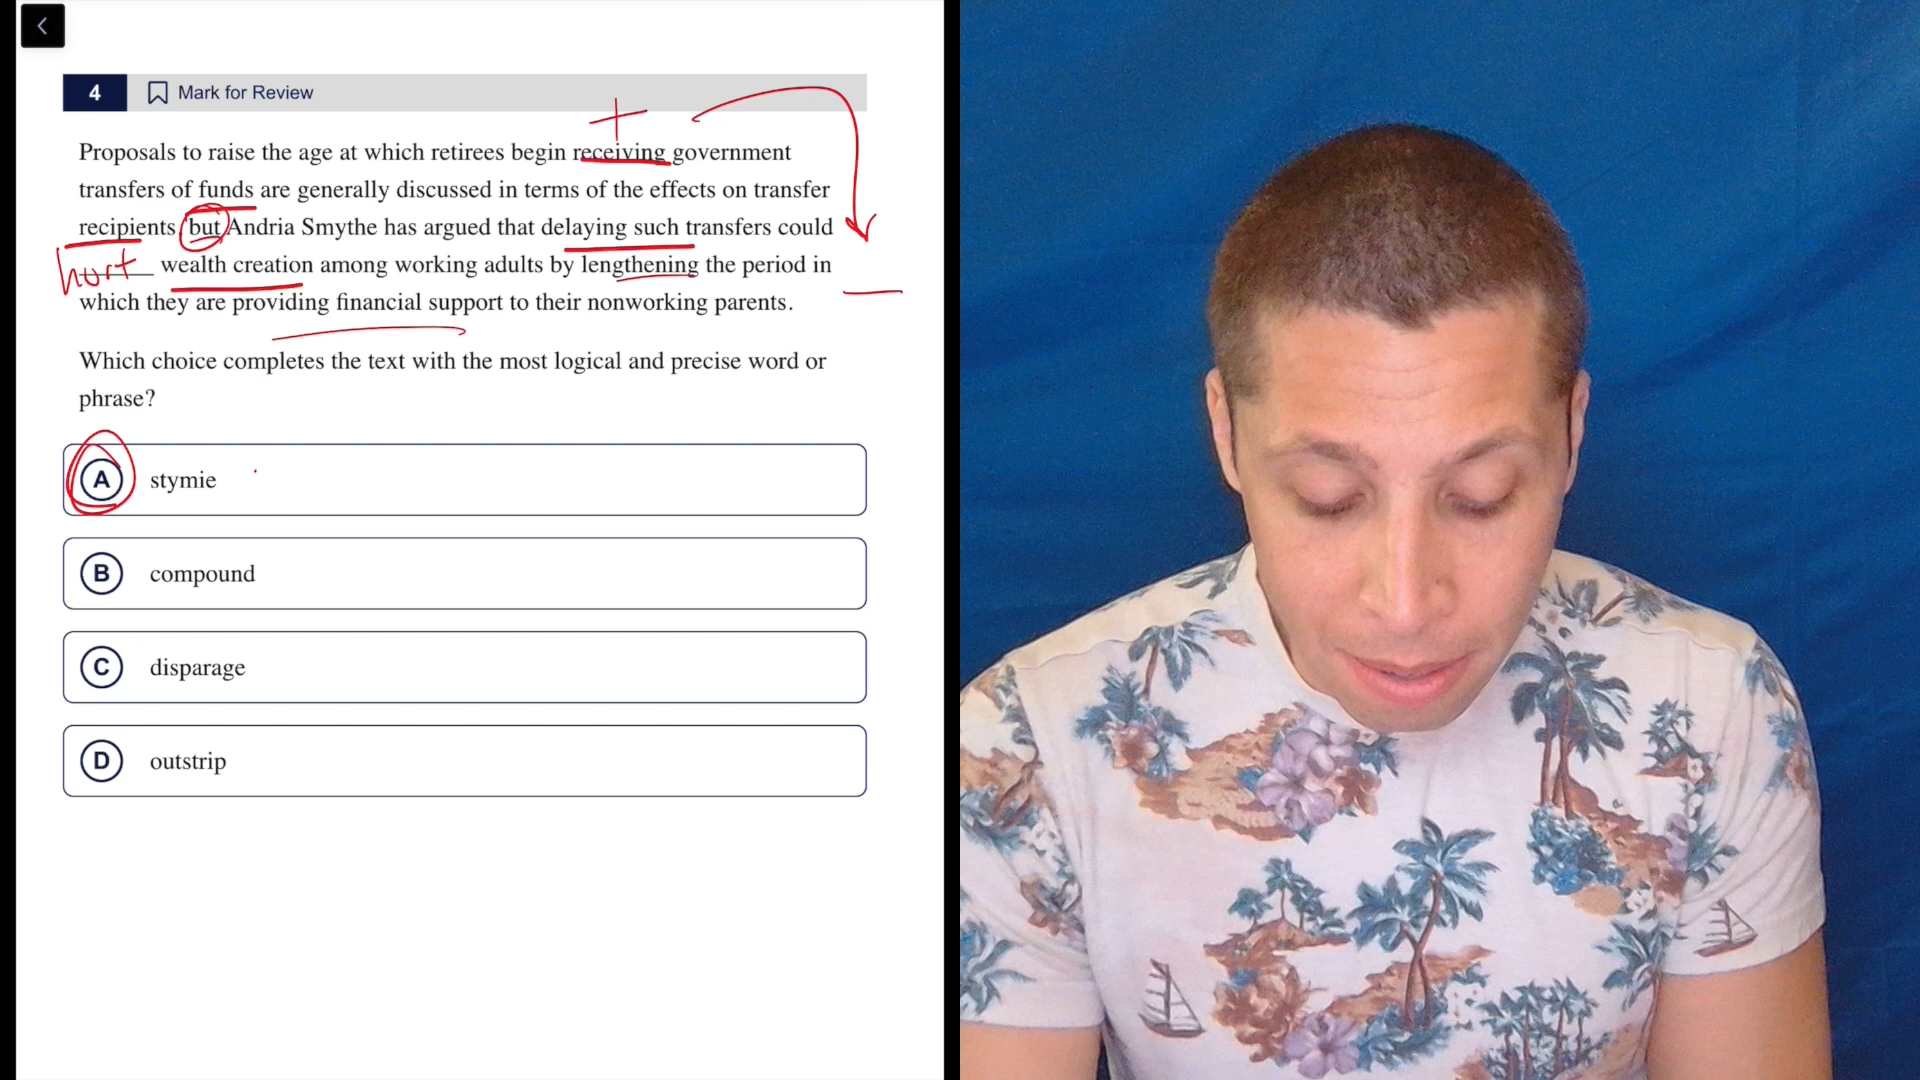 4 Mark for Review
+
Proposals to raise the age at which retirees begin receiving government
transfers of funds are generally discussed in terms of the effects on transfer
recipients but Andria Smythe has argued that delaying such transfers could
hurt ______ wealth creation among working adults by lengthening the period in
which they are providing financial support to their nonworking parents.
Which choice completes the text with the most logical and precise word or
phrase?
A stymie
B compound
C disparage
D outstrip